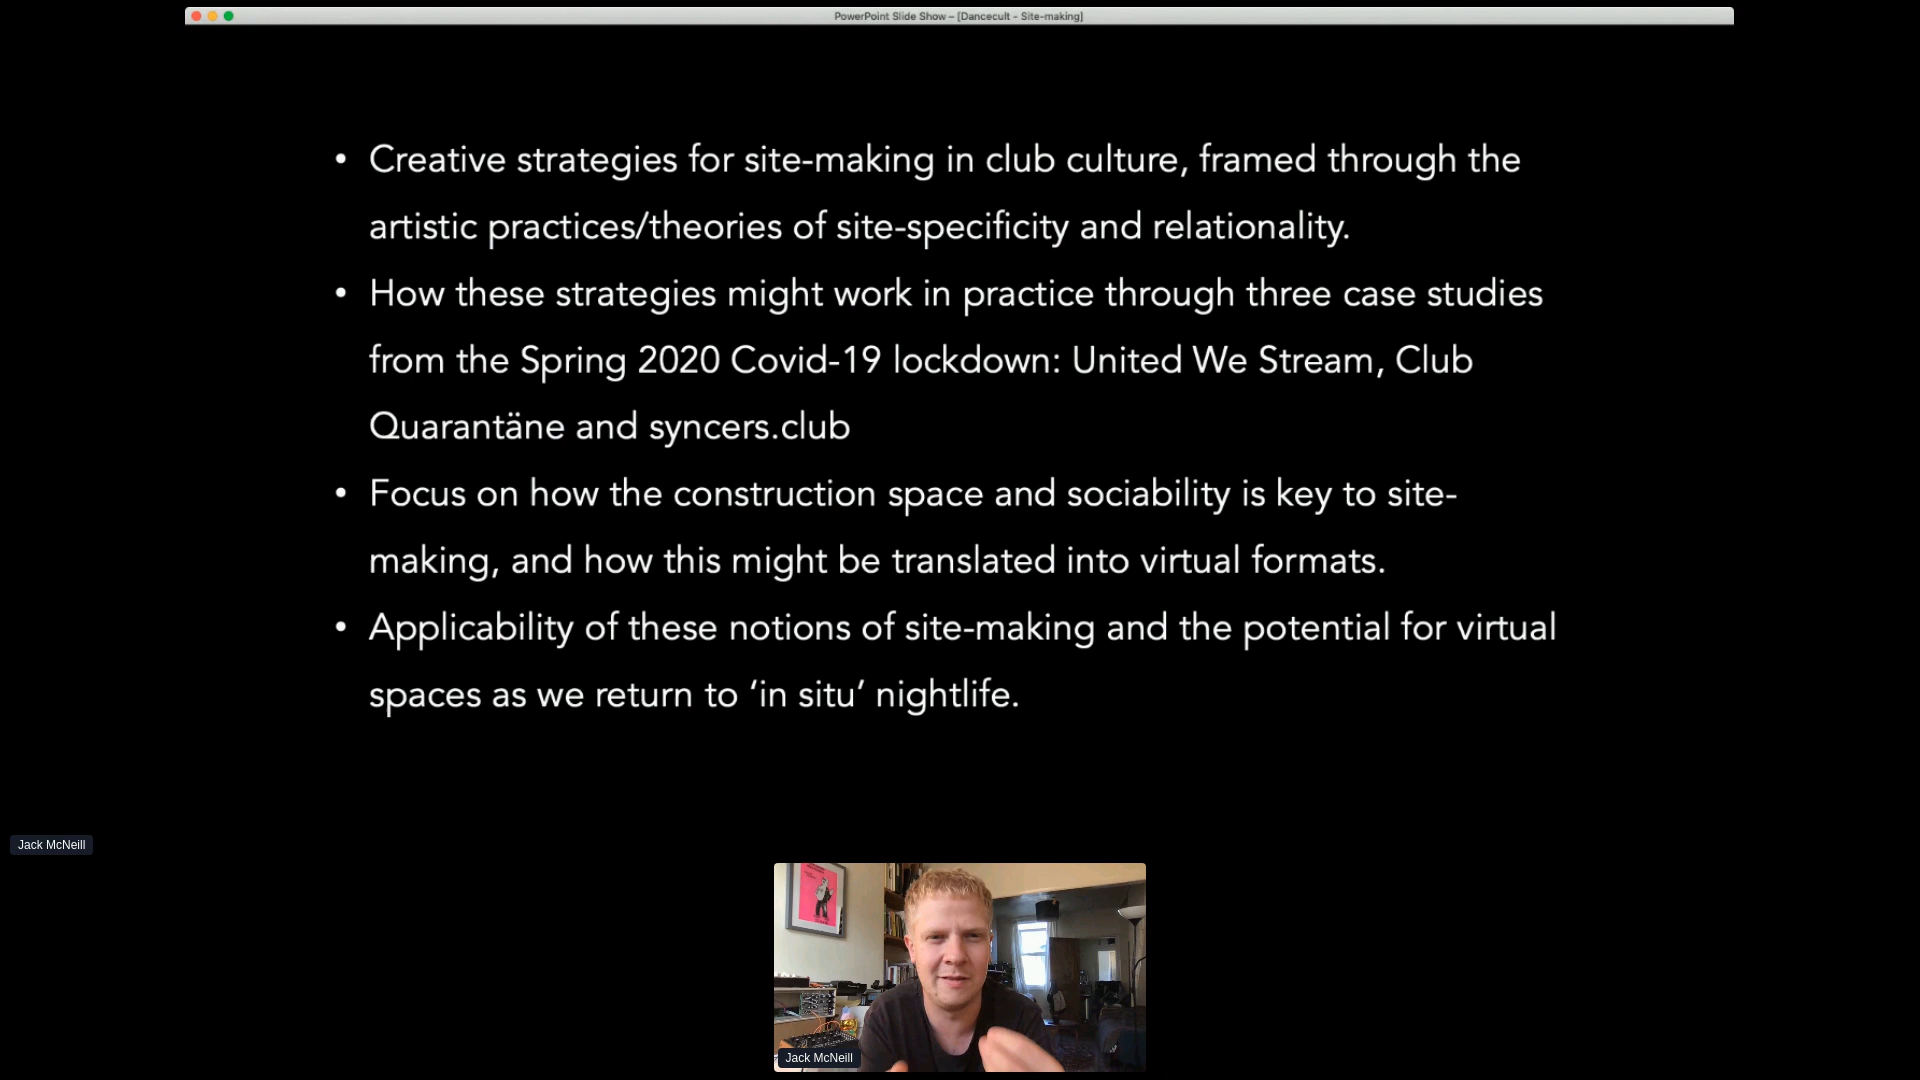 PowerPoint Slide Show – [Dancecult - Site-making]
• Creative strategies for site-making in club culture, framed through the
artistic practices/theories of site-specificity and relationality.
• How these strategies might work in practice through three case studies
from the Spring 2020 Covid-19 lockdown: United We Stream, Club
Quarantäne and syncers.club
• Focus on how the construction space and sociability is key to site-
making, and how this might be translated into virtual formats.
• Applicability of these notions of site-making and the potential for virtual
spaces as we return to ‘in situ’ nightlife.
Jack McNeill
Jack McNeill